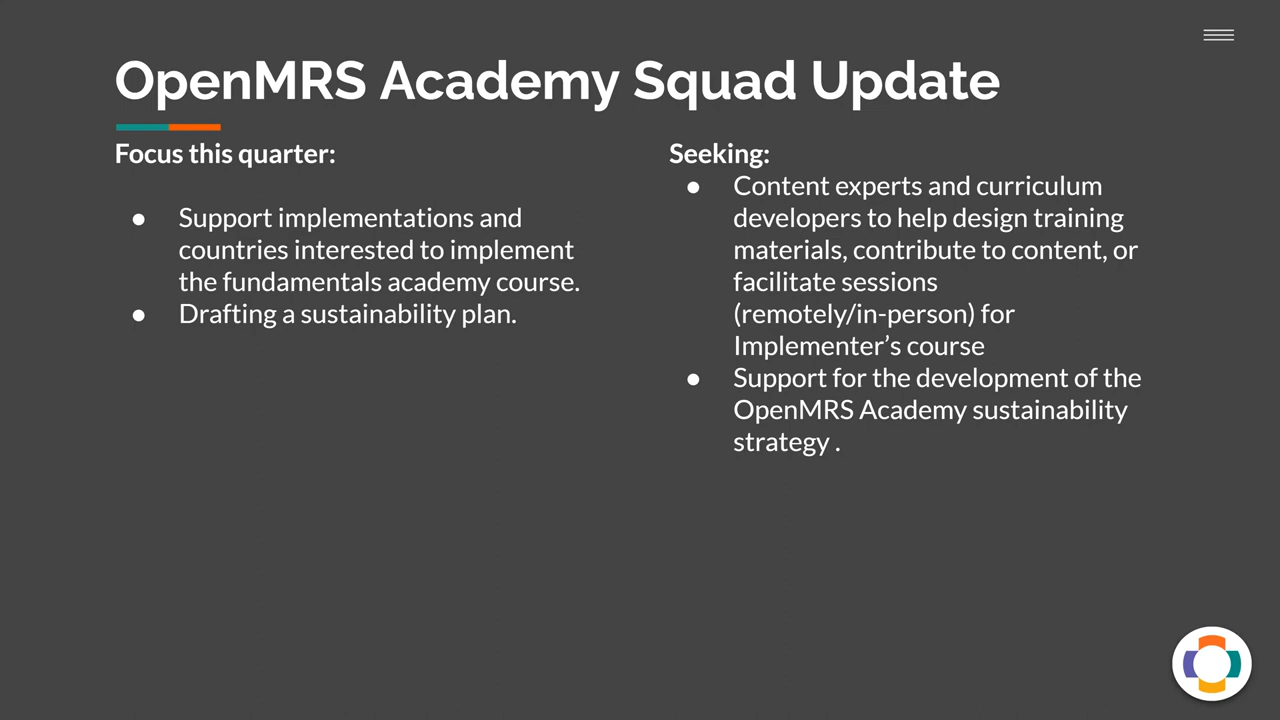 OpenMRS Academy Squad Update
Focus this quarter:
● Support implementations and
countries interested to implement
the fundamentals academy course.
● Drafting a sustainability plan.
Seeking:
● Content experts and curriculum
developers to help design training
materials, contribute to content, or
facilitate sessions
(remotely/in-person) for
Implementer’s course
● Support for the development of the
OpenMRS Academy sustainability
strategy .